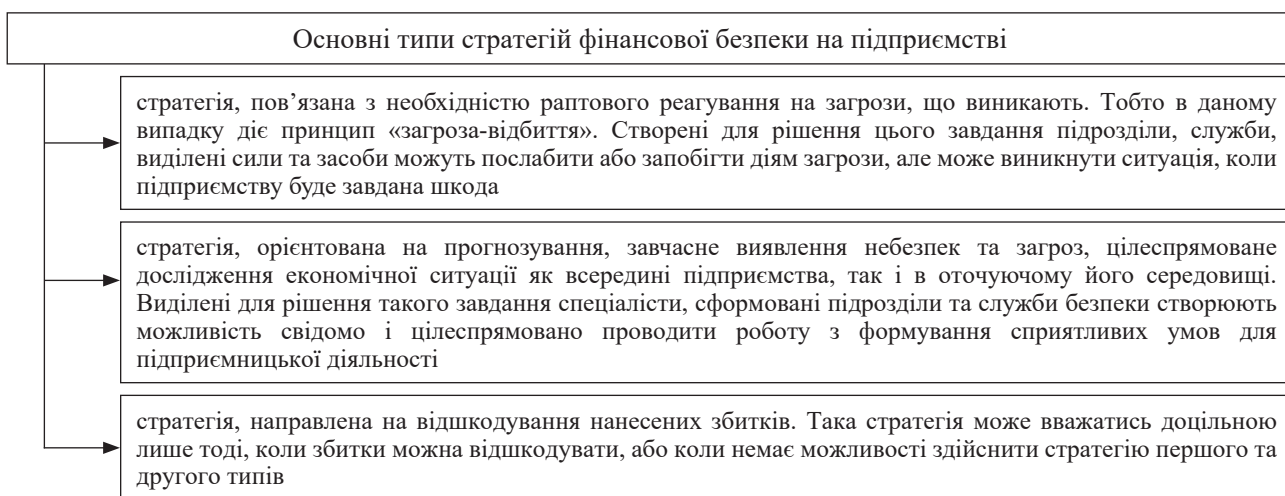 Основні типи стратегій фінансової безпеки на підприємстві
стратегія, пов’язана з необхідністю раптового реагування на загрози, що виникають. Тобто в даному
випадку діє принцип «загроза-відбиття». Створені для рішення цього завдання підрозділи, служби,
виділені сили та засоби можуть послабити або запобігти діям загрози, але може виникнути ситуація, коли
підприємству буде завдана шкода
стратегія, орієнтована на прогнозування, завчасне виявлення небезпек та загроз, цілеспрямоване
дослідження економічної ситуації як всередині підприємства, так і в оточуючому його середовищі.
Виділені для рішення такого завдання спеціалісти, сформовані підрозділи та служби безпеки створюють
можливість свідомо і цілеспрямовано проводити роботу з формування сприятливих умов для
підприємницької діяльності
стратегія, направлена на відшкодування нанесених збитків. Така стратегія може вважатись доцільною
лише тоді, коли збитки можна відшкодувати, або коли немає можливості здійснити стратегію першого та
другого типів